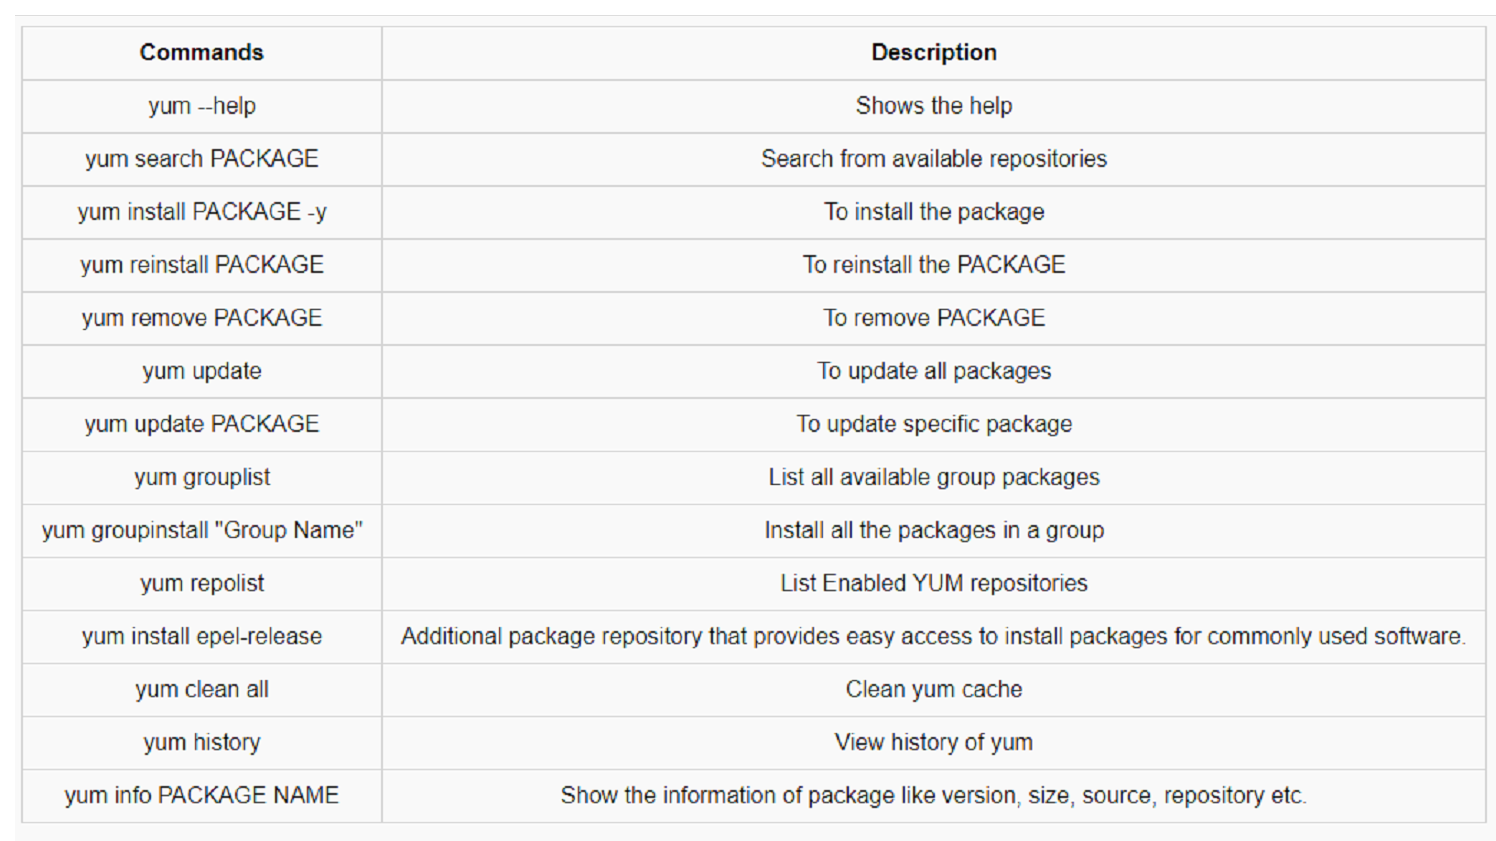 Commands Description
yum --help Shows the help
yum search PACKAGE Search from available repositories
yum install PACKAGE -y To install the package
yum reinstall PACKAGE To reinstall the PACKAGE
yum remove PACKAGE To remove PACKAGE
yum update To update all packages
yum update PACKAGE To update specific package
yum grouplist List all available group packages
yum groupinstall "Group Name" Install all the packages in a group
yum repolist List Enabled YUM repositories
yum install epel-release Additional package repository that provides easy access to install packages for commonly used software.
yum clean all Clean yum cache
yum history View history of yum
yum info PACKAGE NAME Show the information of package like version, size, source, repository etc.